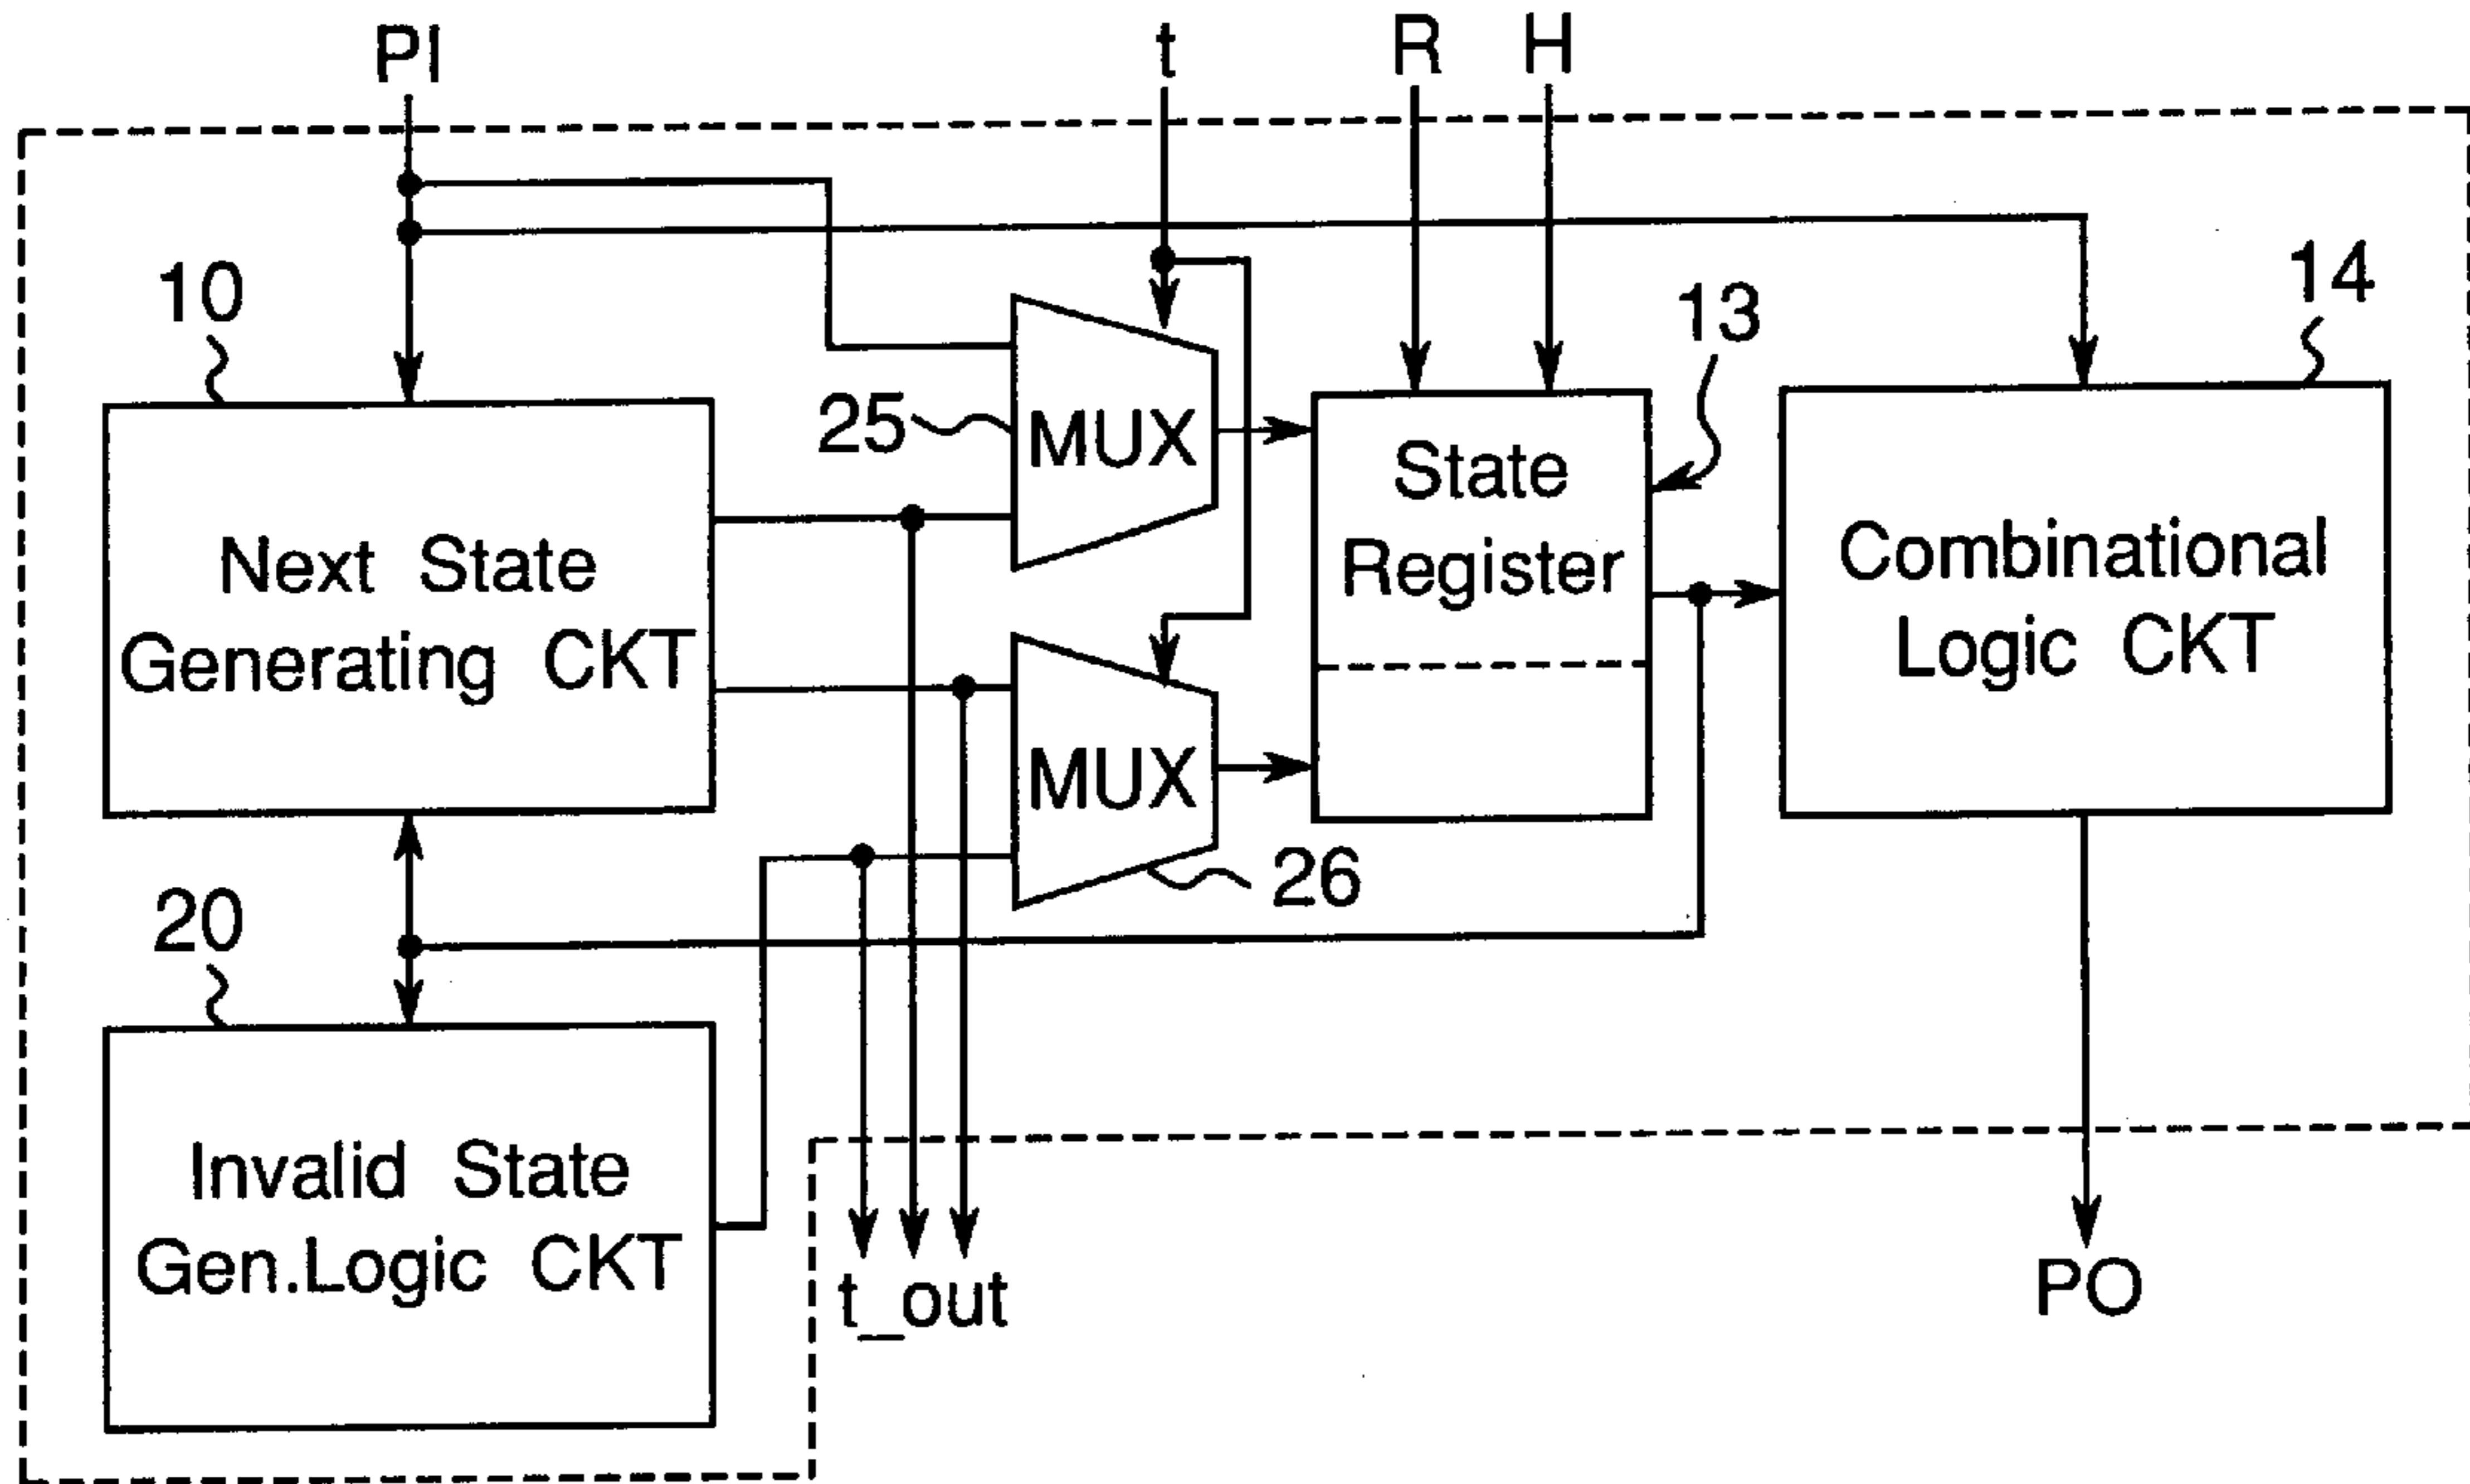 PI
t
R
H
10
13
14
25
MUX
State
Register
Next State
Generating CKT
Combinational
Logic CKT
MUX
26
20
Invalid State
Gen.Logic CKT
t_out
PO